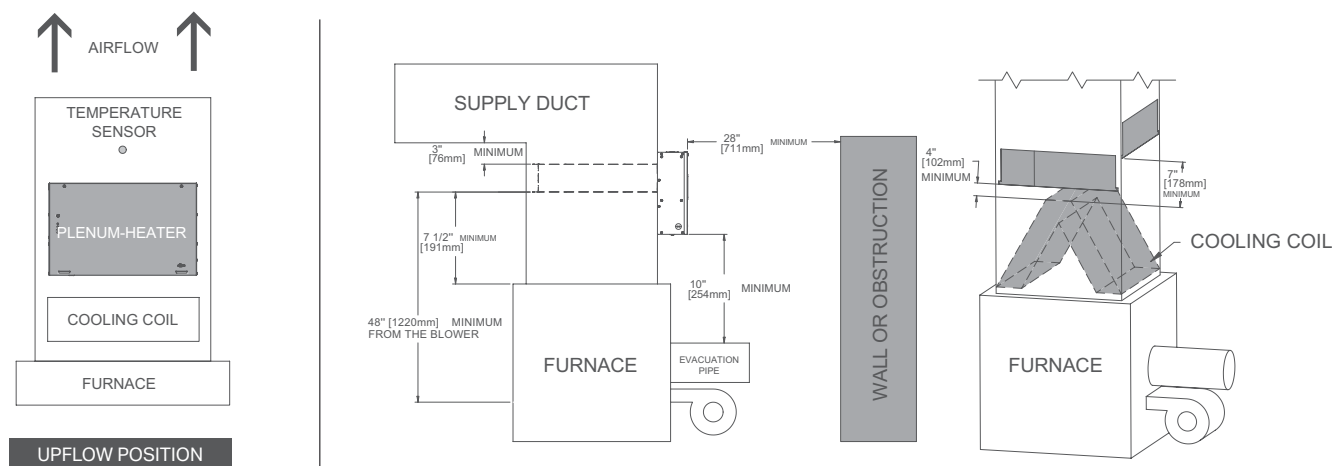 AIRFLOW
TEMPERATURE
SENSOR
PLENUM-HEATER
COOLING COIL
FURNACE
UPFLOW POSITION
SUPPLY DUCT
3"
[76mm]
MINIMUM
28"
[711mm]
MINIMUM
7 1/2" MINIMUM
[191mm]
10"
[254mm]
MINIMUM
48" [1220mm] MINIMUM
FROM THE BLOWER
FURNACE
EVACUATION
PIPE
WALL OR OBSTRUCTION
4"
[102mm]
MINIMUM
7"
[178mm]
MINIMUM
COOLING COIL
FURNACE